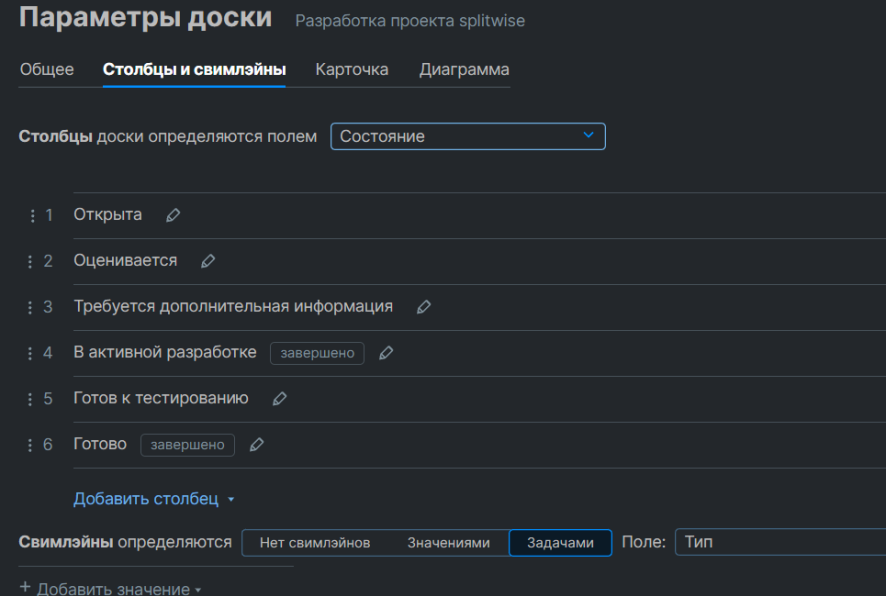 Параметры доски Разработка проекта splitwise
Общее Столбцы и свимлэйны Карточка Диаграмма
Столбцы доски определяются полем Состояние
1 Открыта
2 Оценивается
3 Требуется дополнительная информация
4 В активной разработке завершено
5 Готов к тестированию
6 Готово завершено
Добавить столбец
Свимлэйны определяются Нет свимлэйнов Значениями Задачами Поле: Тип
+ Добавить значение